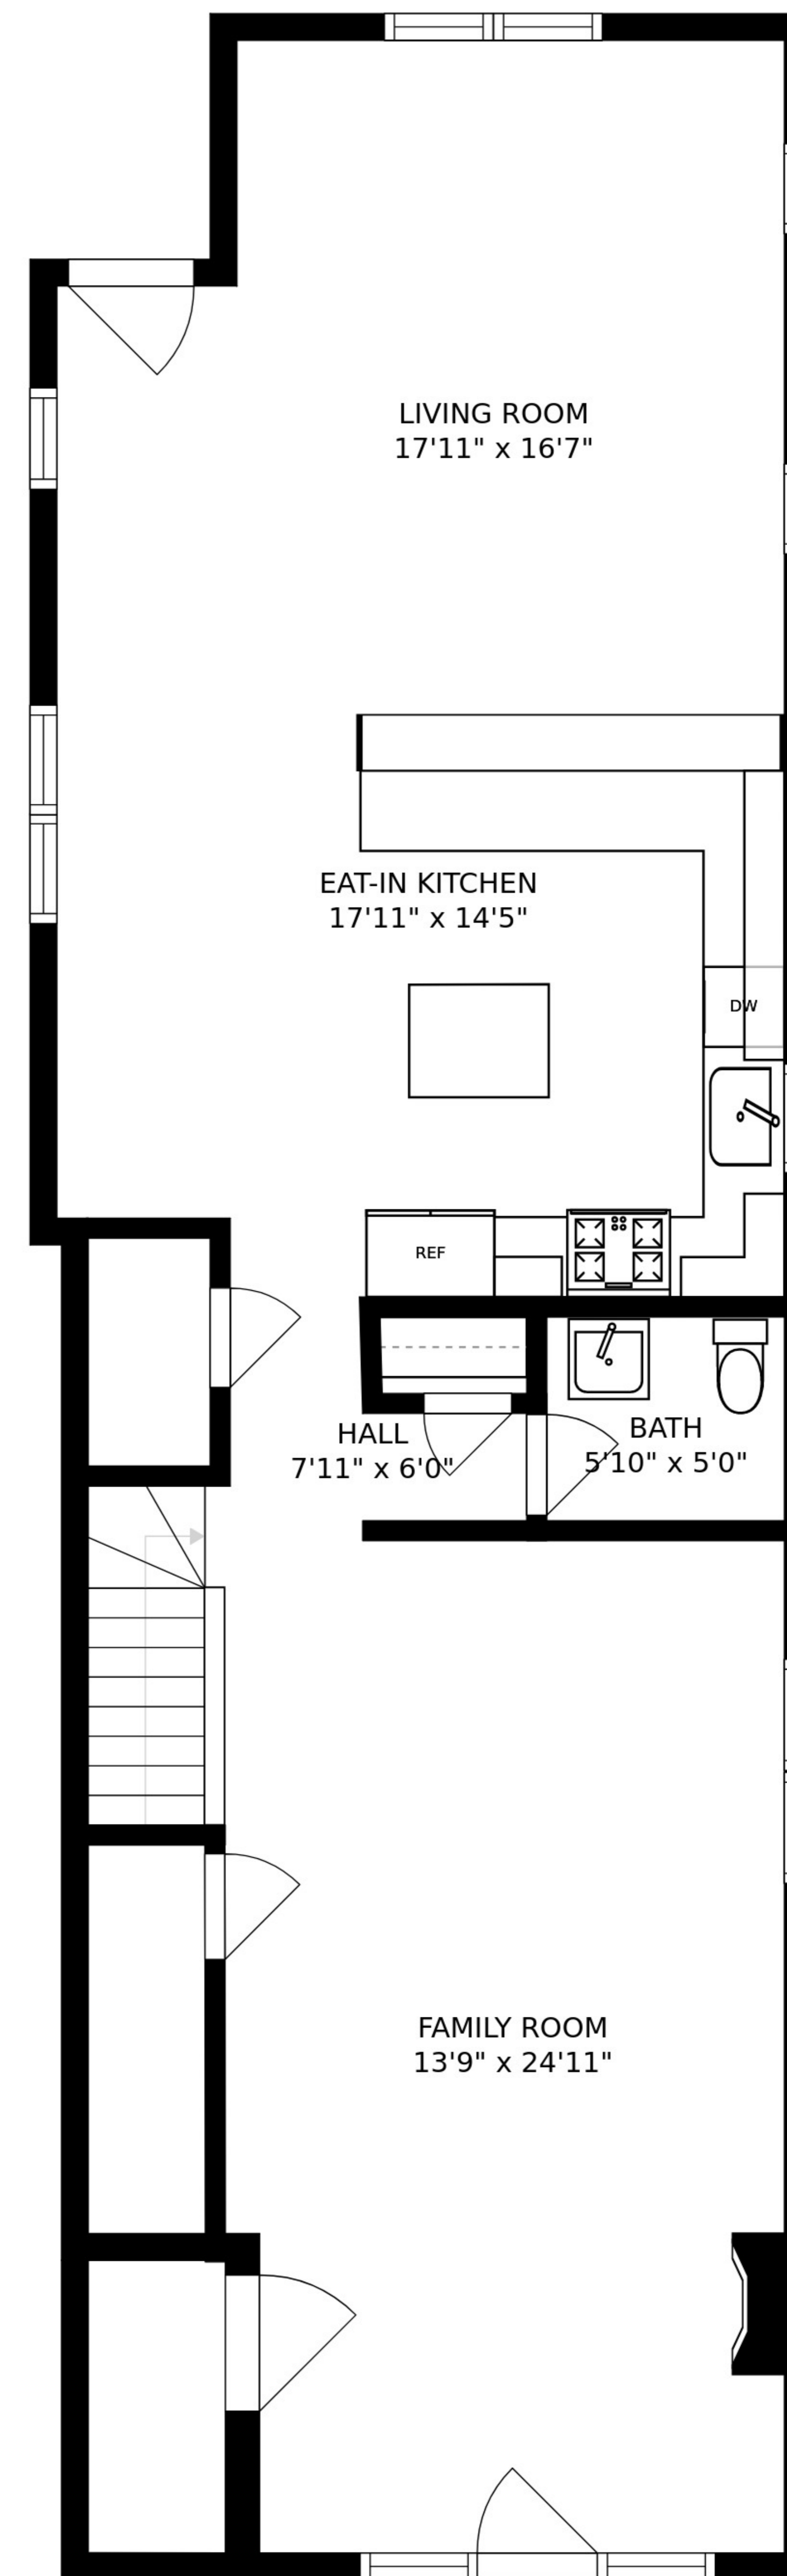 LIVING ROOM
17'11" x 16'7"
EAT-IN KITCHEN
17'11" x 14'5"
DW
REF
HALL
7'11" x 6'0"
BATH
5'10" x 5'0"
FAMILY ROOM
13'9" x 24'11"